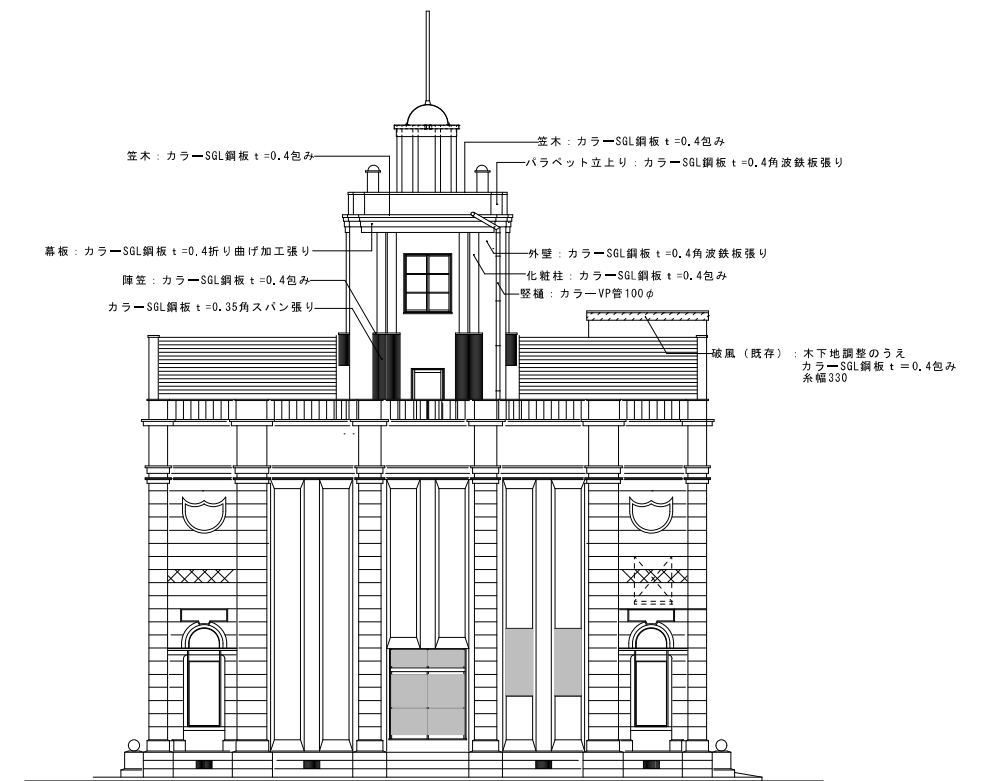 笠木：カラーSGL鋼板ｔ=0.4包み
笠木：カラーSGL鋼板ｔ=0.4包み
パラペット立上り：カラーSGL鋼板ｔ=0.4角波鉄板張り
幕板：カラーSGL鋼板ｔ=0.4折り曲げ加工張り
外壁：カラーSGL鋼板ｔ=0.4角波鉄板張り
陣笠：カラーSGL鋼板ｔ=0.4包み
化粧柱：カラーSGL鋼板ｔ=0.4包み
竪樋：カラーVP管100φ
カラーSGL鋼板ｔ=0.35角スパン張り
破風（既存）：木下地調整のうえ
カラーSGL鋼板ｔ＝0.4包み
糸幅330